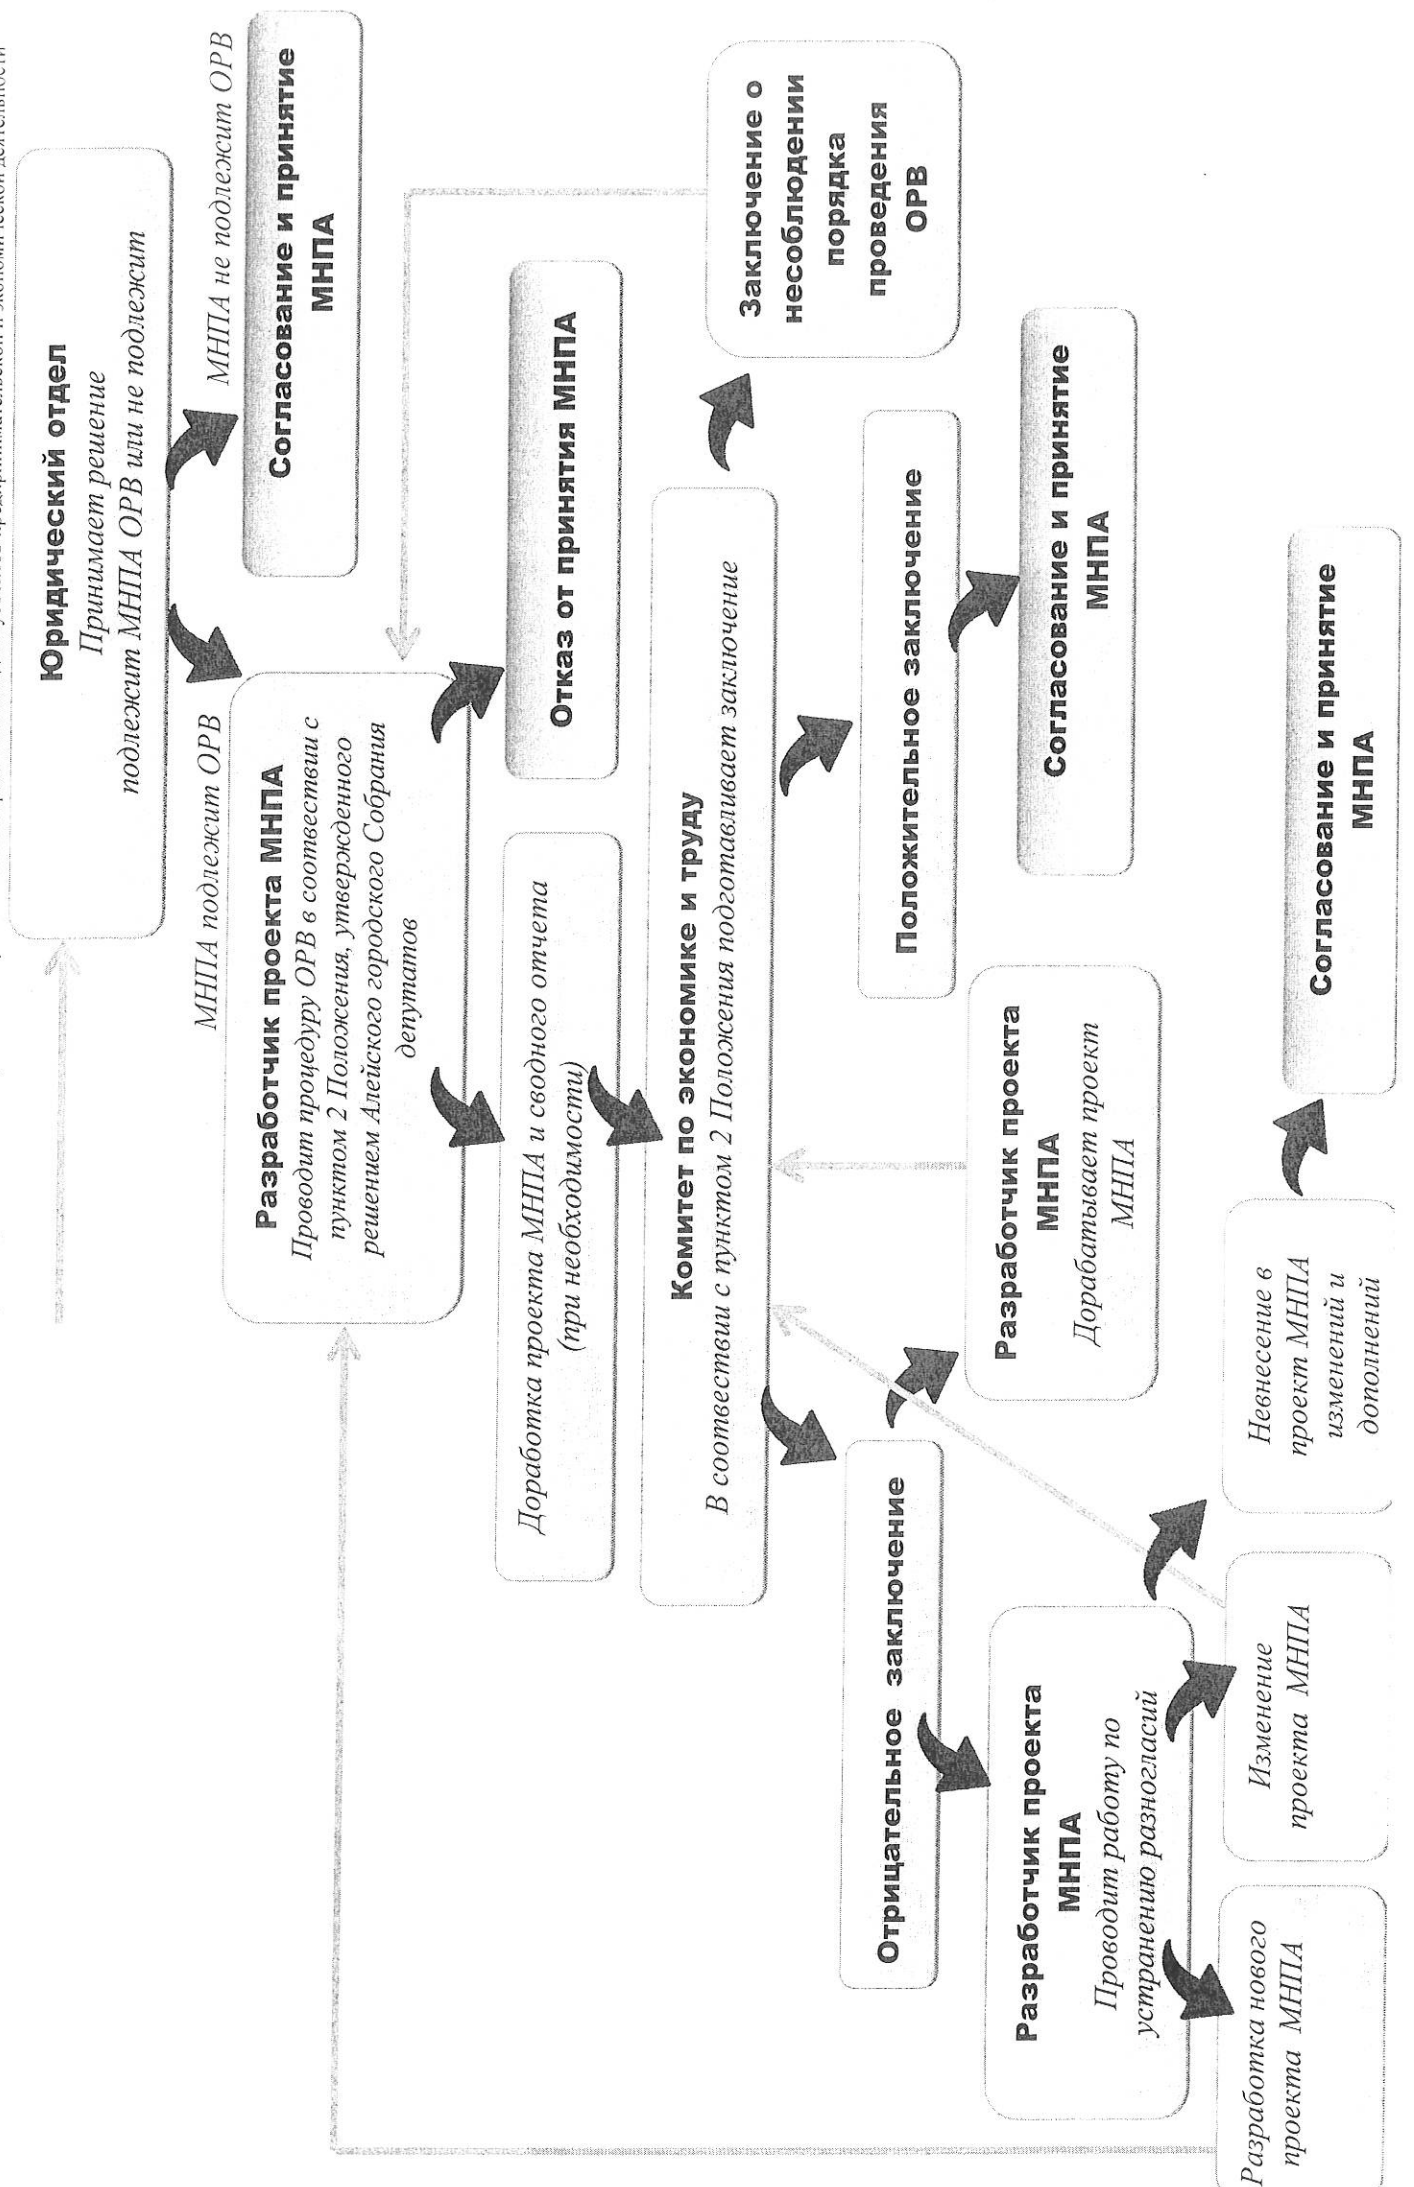 предпринимательской и экономической деятельности
Юридический отдел
Принимает решение
подлежит МНПА ОРВ или не подлежит
МНПА подлежит ОРВ
МНПА не подлежит ОРВ
Разработчик проекта МНПА
Проводит процедуру ОРВ в соотвествии с
пунктом 2 Положения, утвержденного
решением Алейского городского Собрания
депутатов
Согласование и принятие
МНПА
Доработка проекта МНПА и сводного отчета
(при необходимости)
Отказ от принятия МНПА
Комитет по экономике и труду
В соотвествии с пунктом 2 Положения подготавливает заключение
Заключение о
несоблюдении
порядка
проведения
ОРВ
Отрицательное заключение
Положительное заключение
Разработчик проекта
МНПА
Проводит работу по
устранению разногласий
Разработчик проекта
МНПА
Дорабатывает проект
МНПА
Согласование и принятие
МНПА
Разработка нового
проекта МНПА
Изменение
проекта МНПА
Невнесение в
проект МНПА
изменений и
дополнений
Согласование и принятие
МНПА